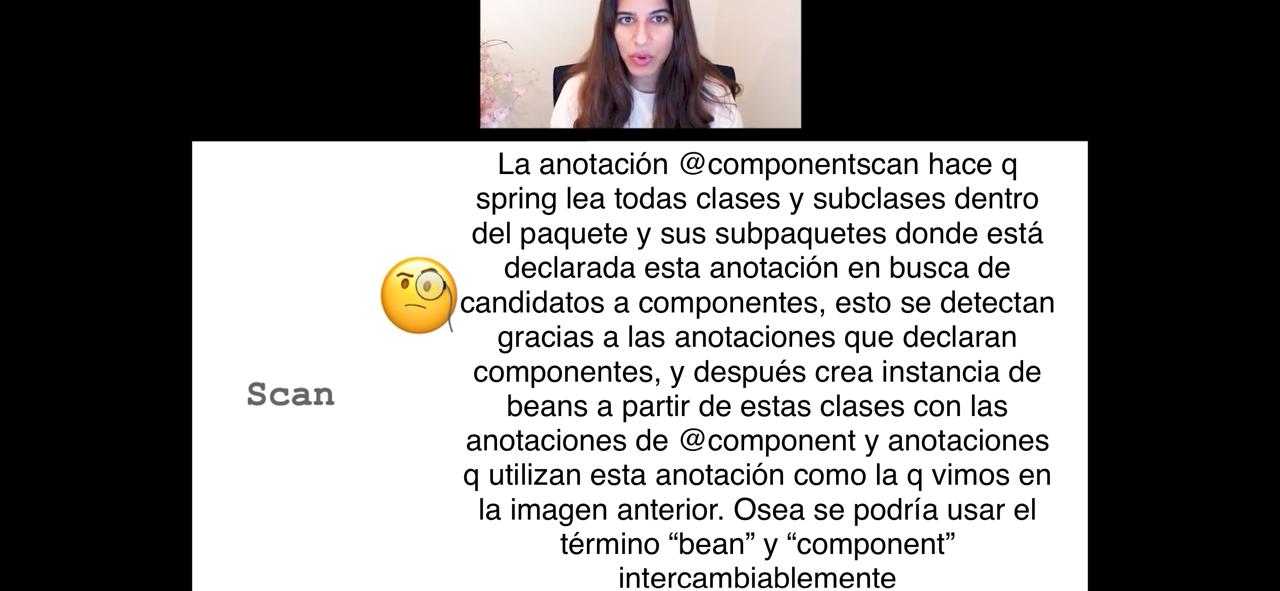 La anotación @componentscan hace q
spring lea todas clases y subclases dentro
del paquete y sus subpaquetes donde está
declarada esta anotación en busca de
candidatos a componentes, esto se detectan
gracias a las anotaciones que declaran
componentes, y después crea instancia de
beans a partir de estas clases con las
anotaciones de @component y anotaciones
q utilizan esta anotación como la q vimos en
la imagen anterior. Osea se podría usar el
término “bean” y “component”
intercambiablemente
Scan